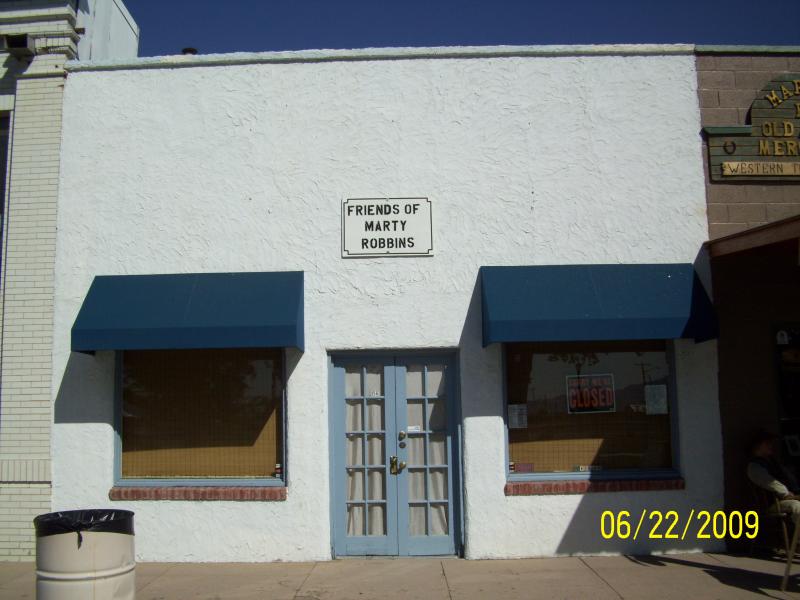 FRIENDS OF
MARTY
ROBBINS
OLD
WESTERN
CLOSED
06/22/2009